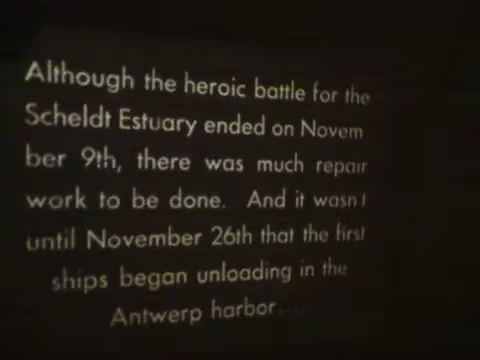 Although the heroic battle for the
Scheldt Estuary ended on Novem
ber 9th, there was much repair
work to be done. And it wasn't
until November 26th that the first
ships began unloading in the
Antwerp harbor....